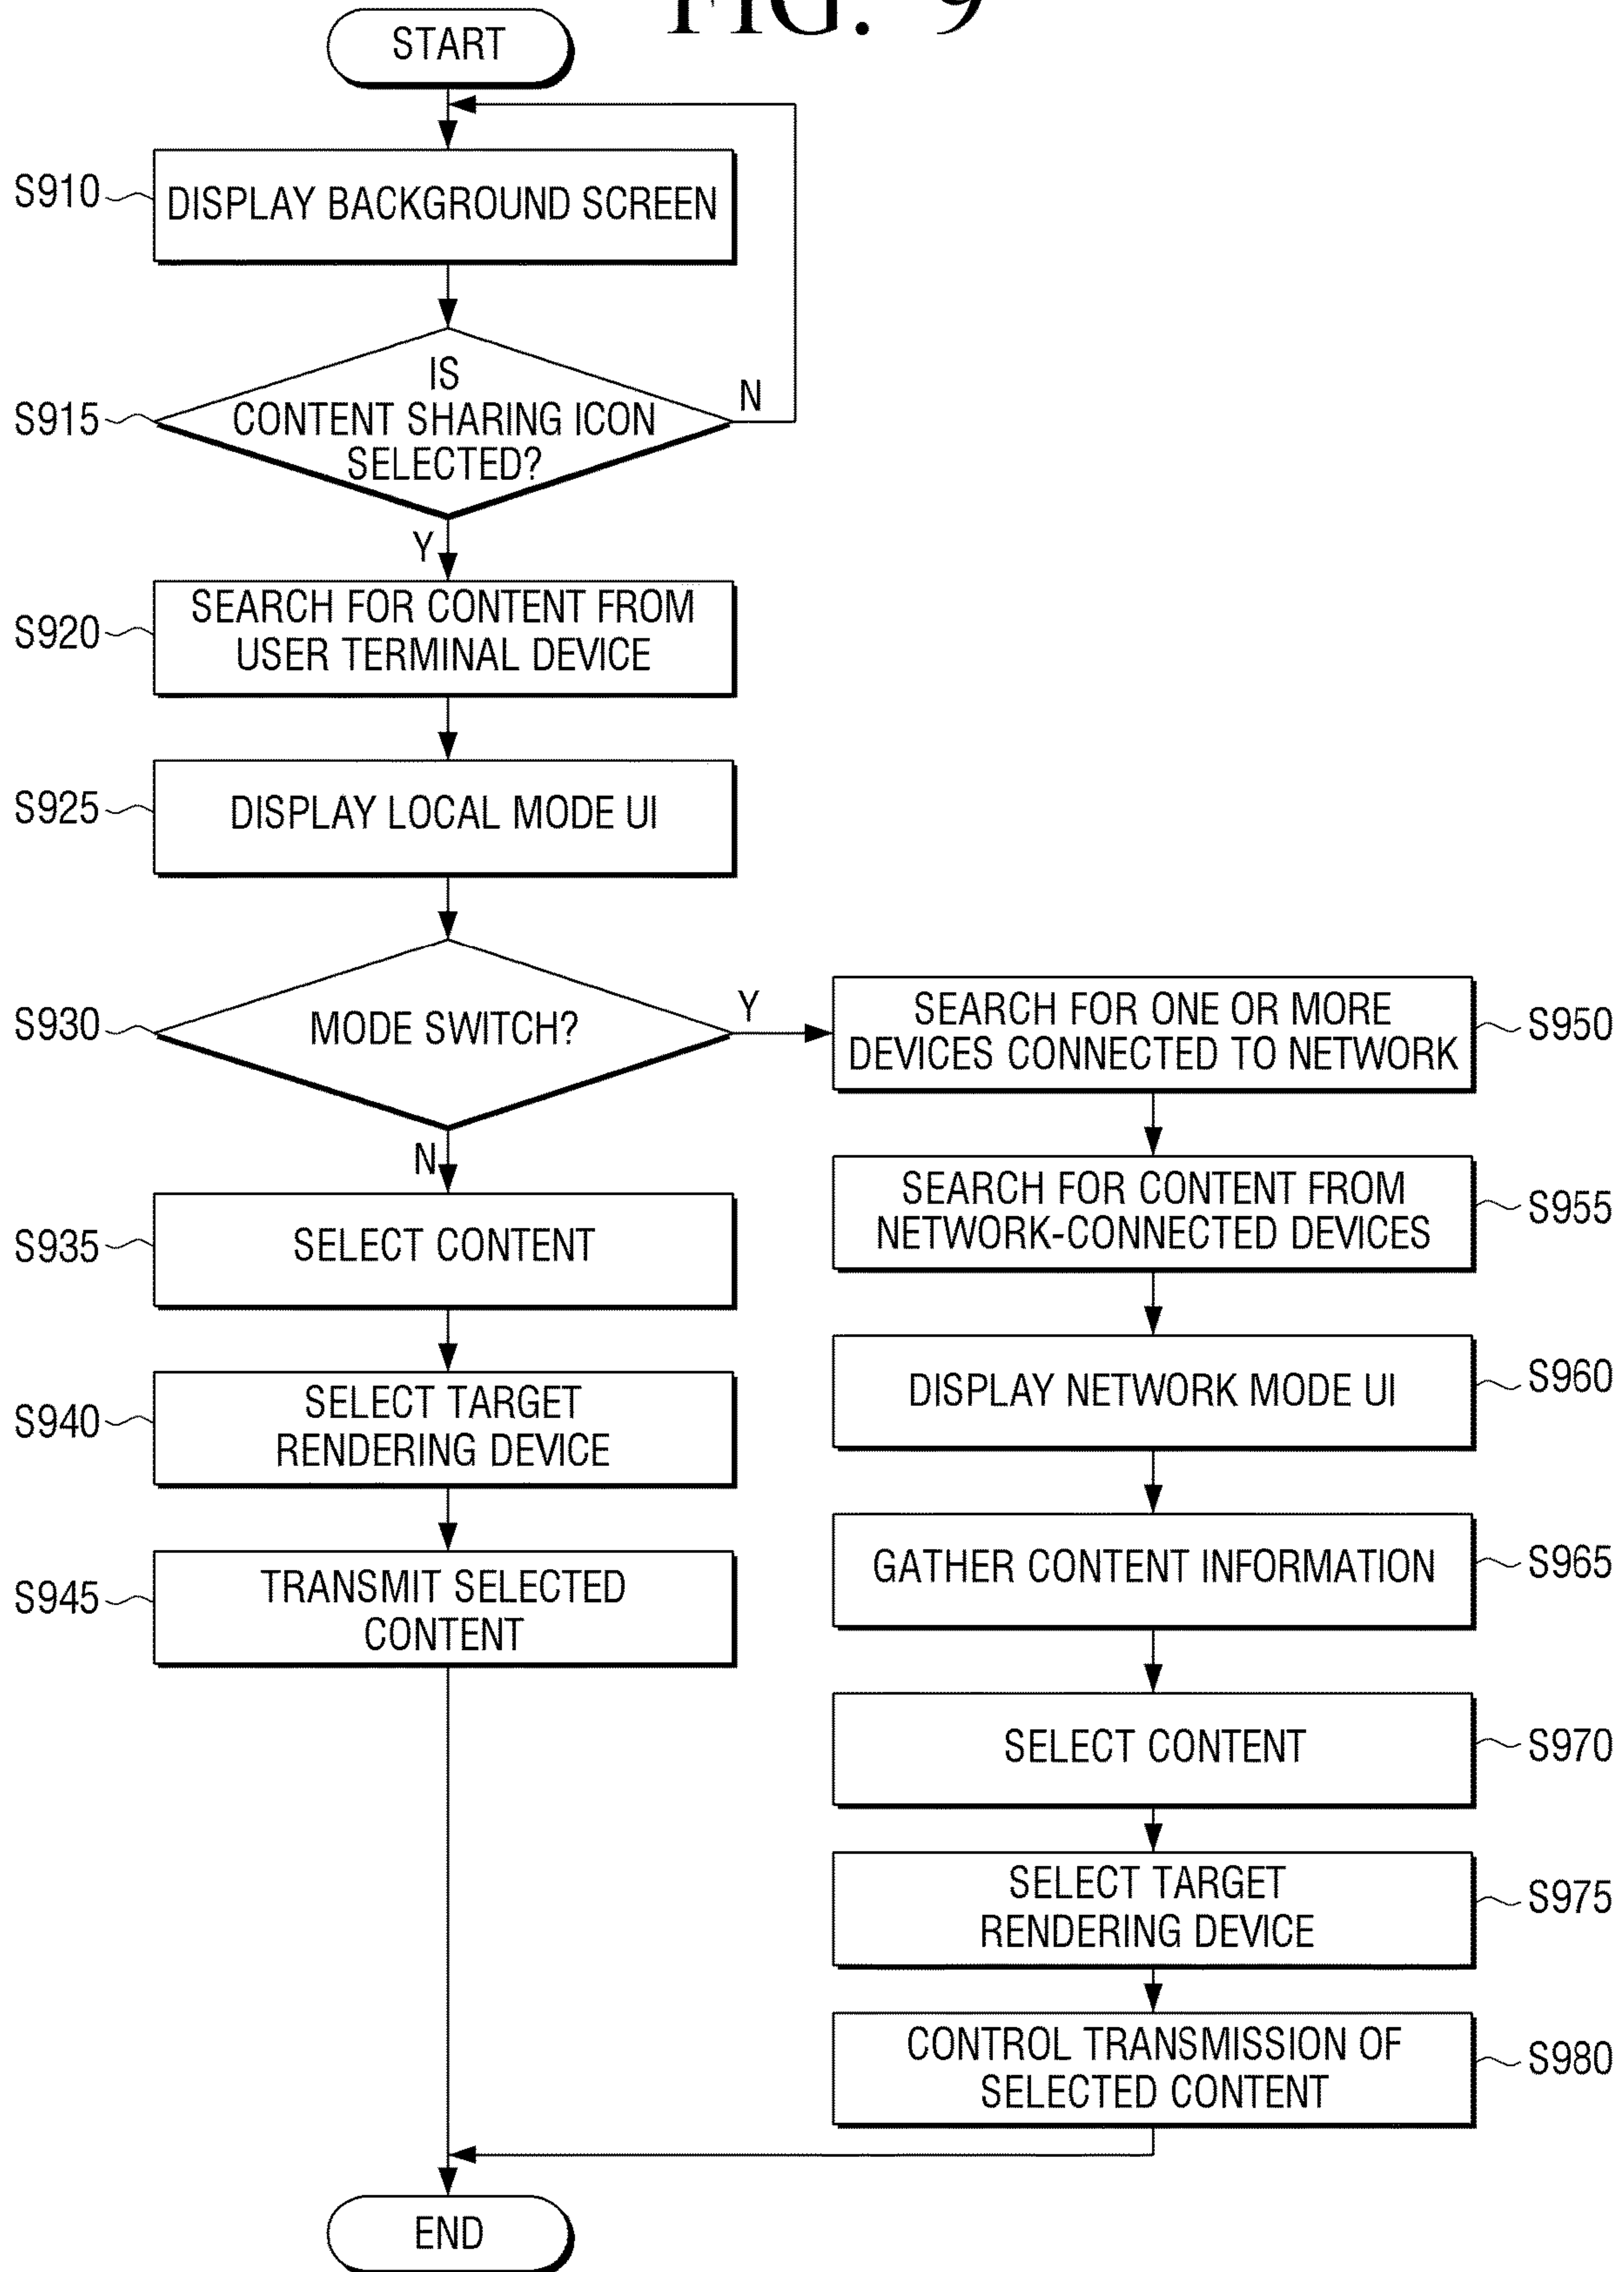 FIG. 9
START
S910
DISPLAY BACKGROUND SCREEN
S915
IS
CONTENT SHARING ICON
SELECTED?
N
Y
S920
SEARCH FOR CONTENT FROM
USER TERMINAL DEVICE
S925
DISPLAY LOCAL MODE UI
S930
MODE SWITCH?
Y
N
S935
SELECT CONTENT
S940
SELECT TARGET
RENDERING DEVICE
S945
TRANSMIT SELECTED
CONTENT
SEARCH FOR ONE OR MORE
DEVICES CONNECTED TO NETWORK
S950
SEARCH FOR CONTENT FROM
NETWORK-CONNECTED DEVICES
S955
DISPLAY NETWORK MODE UI
S960
GATHER CONTENT INFORMATION
S965
SELECT CONTENT
S970
SELECT TARGET
RENDERING DEVICE
S975
CONTROL TRANSMISSION OF
SELECTED CONTENT
S980
END